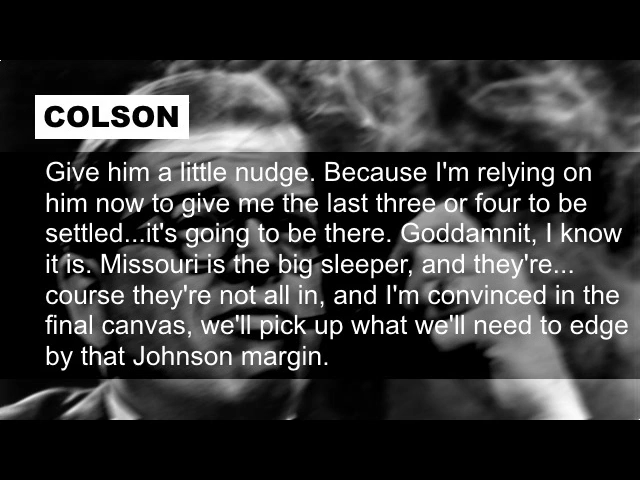 COLSON
Give him a little nudge. Because I'm relying on
him now to give me the last three or four to be
settled...it's going to be there. Goddamnit, I know
it is. Missouri is the big sleeper, and they're...
course they're not all in, and I'm convinced in the
final canvas, we'll pick up what we'll need to edge
by that Johnson margin.